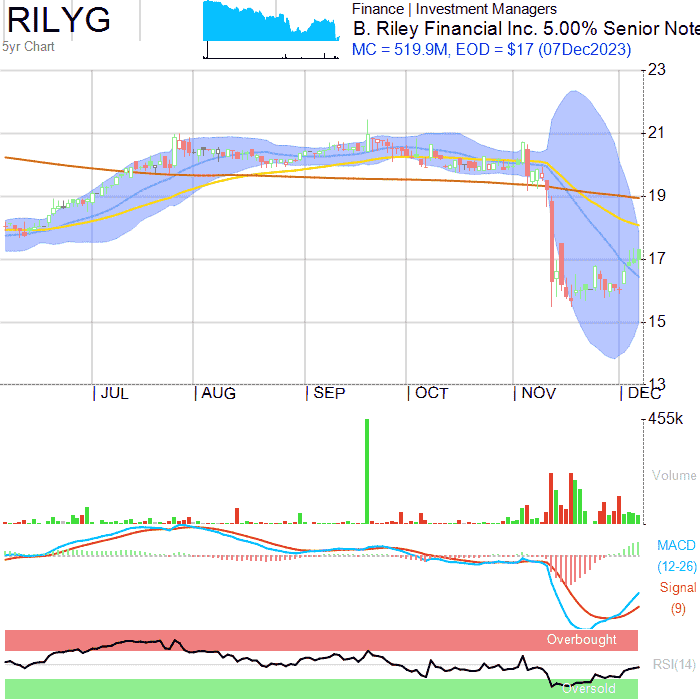 RILYG
Finance | Investment Managers
5yr Chart
B. Riley Financial Inc. 5.00% Senior Note
MC = 519.9M, EOD = $17 (07Dec2023)
23
21
19
17
15
13
JUL AUG SEP OCT NOV DEC
455k
Volume
MACD
(12-26)
Signal
(9)
Overbought
RSI(14)
Oversold